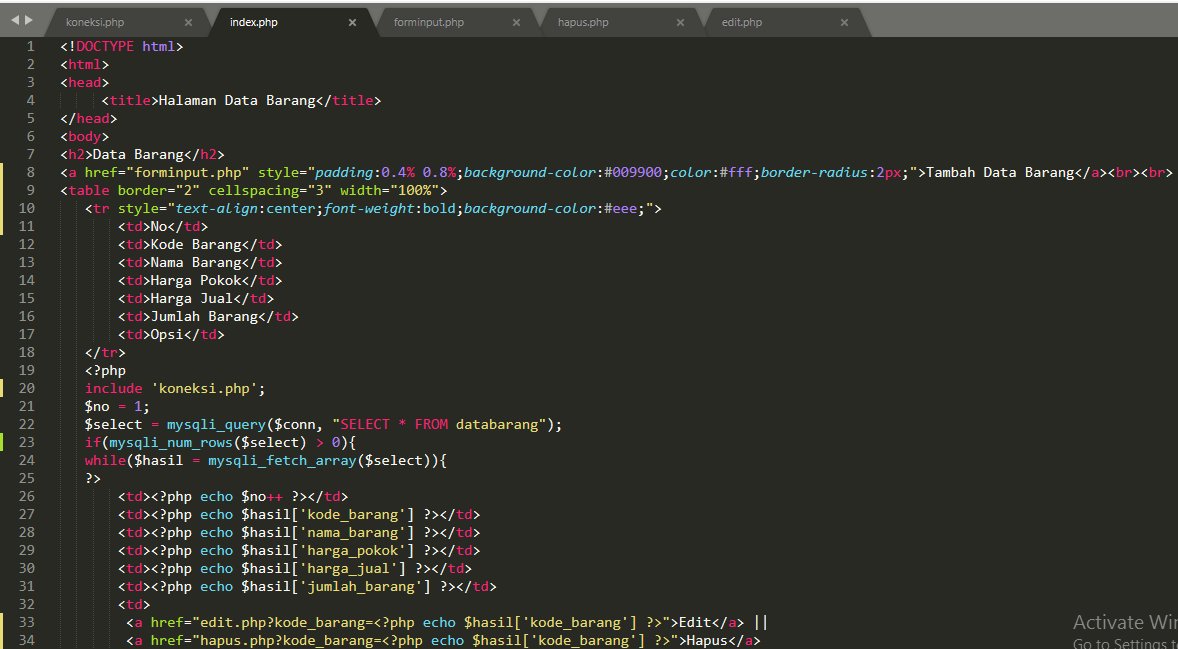 koneksi.php × index.php × forminput.php × hapus.php × edit.php ×
1 <!DOCTYPE html>
2 <html>
3 <head>
4 <title>Halaman Data Barang</title>
5 </head>
6 <body>
7 <h2>Data Barang</h2>
8 <a href="forminput.php" style="padding:0.4% 0.8%;background-color:#009900;color:#fff;border-radius:2px;">Tambah Data Barang</a><br><br>
9 <table border="2" cellspacing="3" width="100%">
10 <tr style="text-align:center;font-weight:bold;background-color:#eee;">
11 <td>No</td>
12 <td>Kode Barang</td>
13 <td>Nama Barang</td>
14 <td>Harga Pokok</td>
15 <td>Harga Jual</td>
16 <td>Jumlah Barang</td>
17 <td>Opsi</td>
18 </tr>
19 <?php
20 include 'koneksi.php';
21 $no = 1;
22 $select = mysqli_query($conn, "SELECT * FROM databarang");
23 if(mysqli_num_rows($select) > 0){
24 while($hasil = mysqli_fetch_array($select)){
25 ?>
26 <td><?php echo $no++ ?></td>
27 <td><?php echo $hasil['kode_barang'] ?></td>
28 <td><?php echo $hasil['nama_barang'] ?></td>
29 <td><?php echo $hasil['harga_pokok'] ?></td>
30 <td><?php echo $hasil['harga_jual'] ?></td>
31 <td><?php echo $hasil['jumlah_barang'] ?></td>
32 <td>
33 <a href="edit.php?kode_barang=<?php echo $hasil['kode_barang'] ?>">Edit</a> ||
34 <a href="hapus.php?kode_barang=<?php echo $hasil['kode_barang'] ?>">Hapus</a>
Activate Win
Go to Settings t